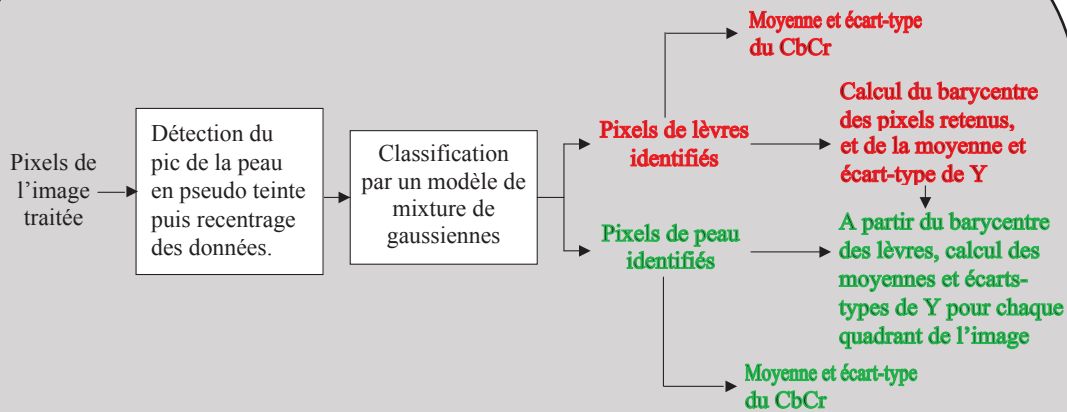 Pixels de
l’image
traitée
Détection du
pic de la peau
en pseudo teinte
puis recentrage
des données.
Classification
par un modèle de
mixture de
gaussiennes
Moyenne et écart-type
du CbCr
Pixels de lèvres
identifiés
Calcul du barycentre
des pixels retenus,
et de la moyenne et
écart-type de Y
Pixels de peau
identifiés
A partir du barycentre
des lèvres, calcul des
moyennes et écarts-
types de Y pour chaque
quadrant de l’image
Moyenne et écart-type
du CbCr